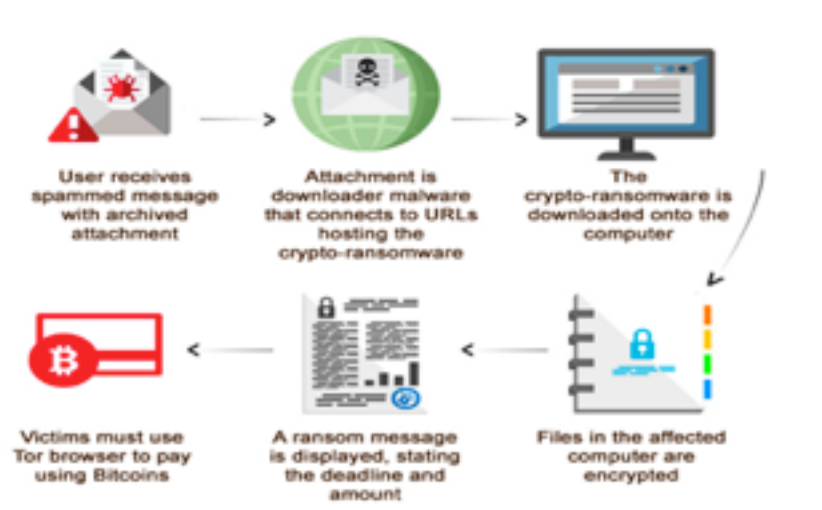 User receives
spammed message
with archived
attachment
Attachment is
downloader malware
that connects to URLs
hosting the
crypto-ransomware
The
crypto-ransomware is
downloaded onto the
computer
Files in the affected
computer are
encrypted
A ransom message
is displayed, stating
the deadline and
amount
Victims must use
Tor browser to pay
using Bitcoins